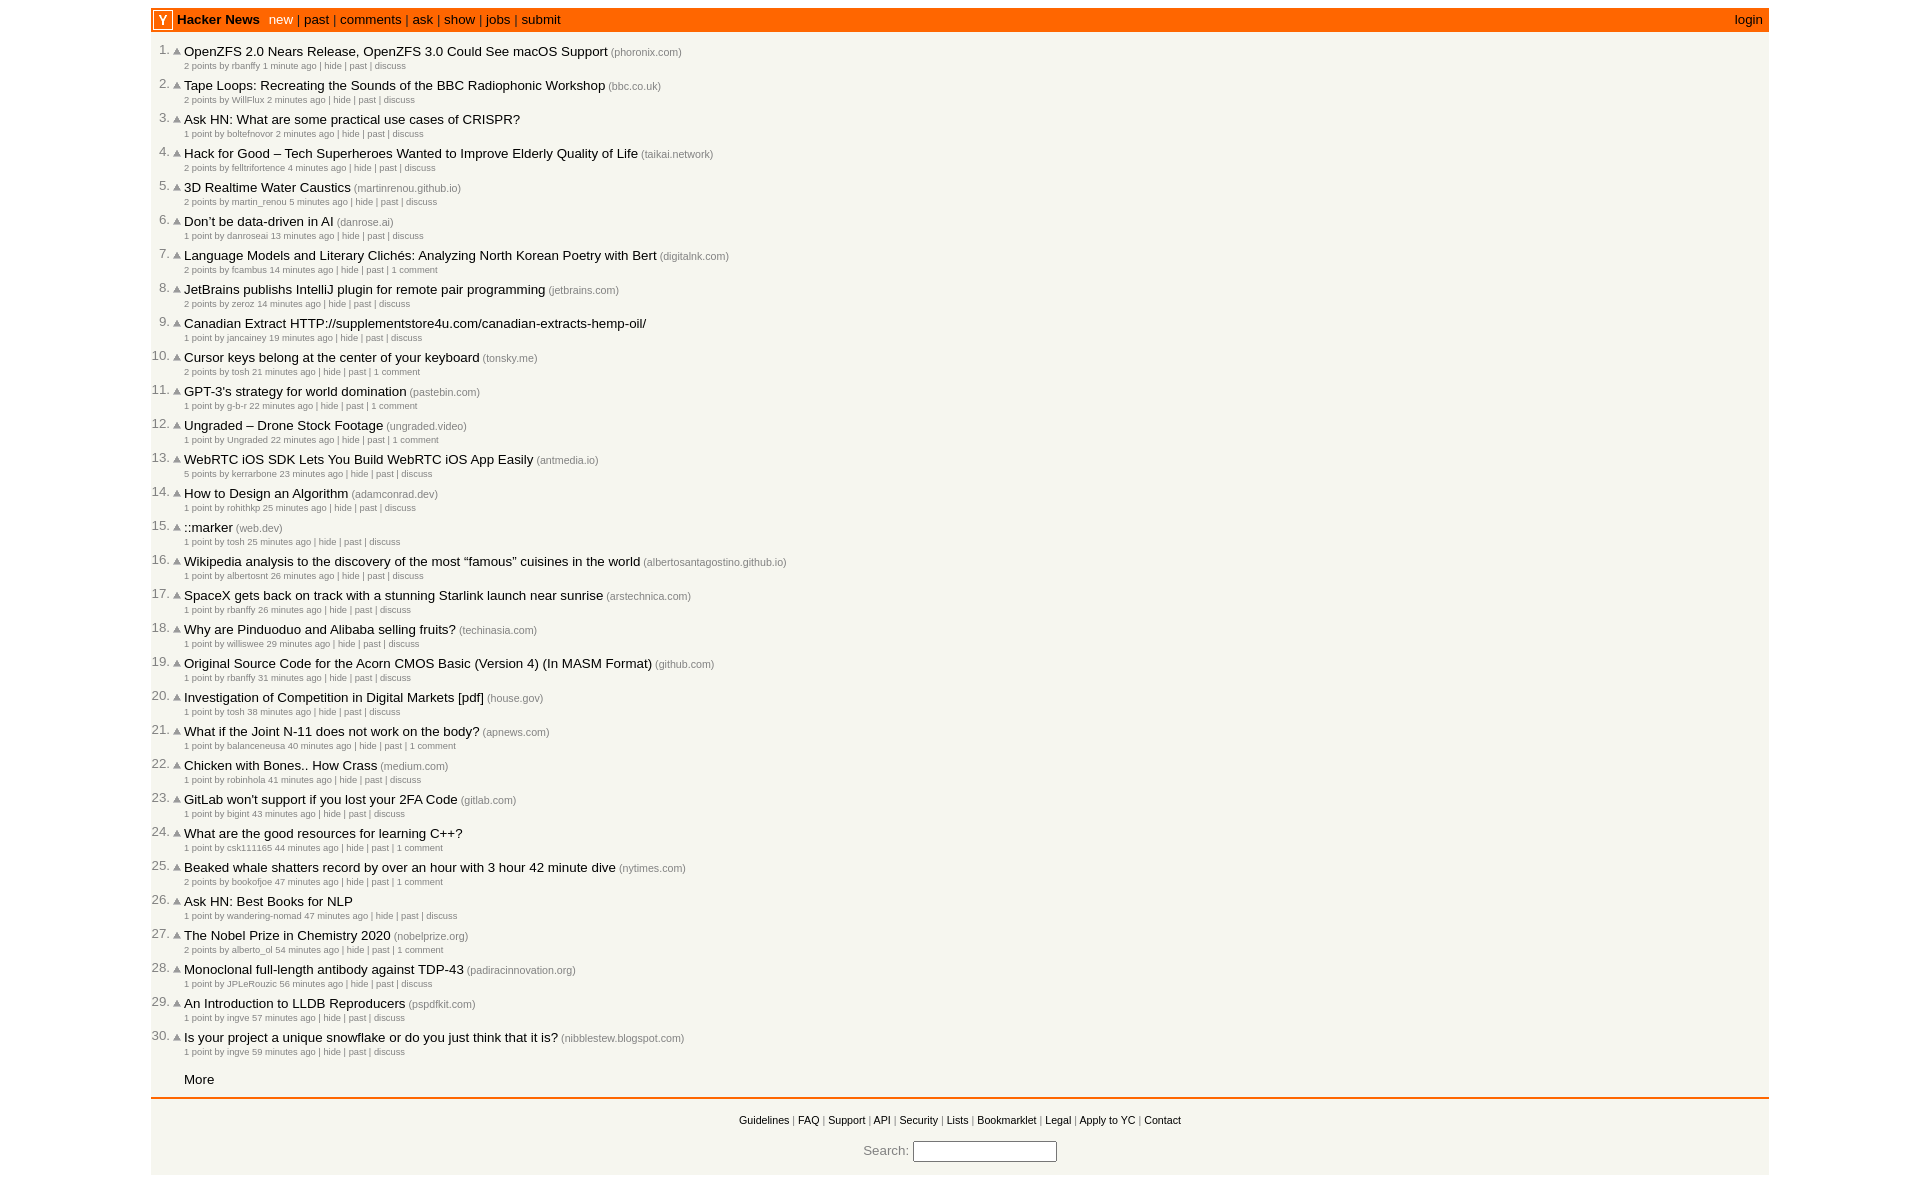 Y Hacker News new | past | comments | ask | show | jobs | submit login
1. OpenZFS 2.0 Nears Release, OpenZFS 3.0 Could See macOS Support (phoronix.com)
2 points by rbanffy 1 minute ago | hide | past | discuss
2. Tape Loops: Recreating the Sounds of the BBC Radiophonic Workshop (bbc.co.uk)
2 points by WillFlux 2 minutes ago | hide | past | discuss
3. Ask HN: What are some practical use cases of CRISPR?
1 point by boltefnovor 2 minutes ago | hide | past | discuss
4. Hack for Good – Tech Superheroes Wanted to Improve Elderly Quality of Life (taikai.network)
2 points by felltrifortence 4 minutes ago | hide | past | discuss
5. 3D Realtime Water Caustics (martinrenou.github.io)
2 points by martin_renou 5 minutes ago | hide | past | discuss
6. Don’t be data-driven in AI (danrose.ai)
1 point by danroseai 13 minutes ago | hide | past | discuss
7. Language Models and Literary Clichés: Analyzing North Korean Poetry with Bert (digitalnk.com)
2 points by fcambus 14 minutes ago | hide | past | 1 comment
8. JetBrains publishs IntelliJ plugin for remote pair programming (jetbrains.com)
2 points by zeroz 14 minutes ago | hide | past | discuss
9. Canadian Extract HTTP://supplementstore4u.com/canadian-extracts-hemp-oil/
1 point by jancainey 19 minutes ago | hide | past | discuss
10. Cursor keys belong at the center of your keyboard (tonsky.me)
2 points by tosh 21 minutes ago | hide | past | 1 comment
11. GPT-3's strategy for world domination (pastebin.com)
1 point by g-b-r 22 minutes ago | hide | past | 1 comment
12. Ungraded – Drone Stock Footage (ungraded.video)
1 point by Ungraded 22 minutes ago | hide | past | 1 comment
13. WebRTC iOS SDK Lets You Build WebRTC iOS App Easily (antmedia.io)
5 points by kerrarbone 23 minutes ago | hide | past | discuss
14. How to Design an Algorithm (adamconrad.dev)
1 point by rohithkp 25 minutes ago | hide | past | discuss
15. ::marker (web.dev)
1 point by tosh 25 minutes ago | hide | past | discuss
16. Wikipedia analysis to the discovery of the most “famous” cuisines in the world (albertosantagostino.github.io)
1 point by albertosnt 26 minutes ago | hide | past | discuss
17. SpaceX gets back on track with a stunning Starlink launch near sunrise (arstechnica.com)
1 point by rbanffy 26 minutes ago | hide | past | discuss
18. Why are Pinduoduo and Alibaba selling fruits? (techinasia.com)
1 point by williswee 29 minutes ago | hide | past | discuss
19. Original Source Code for the Acorn CMOS Basic (Version 4) (In MASM Format) (github.com)
1 point by rbanffy 31 minutes ago | hide | past | discuss
20. Investigation of Competition in Digital Markets [pdf] (house.gov)
1 point by tosh 38 minutes ago | hide | past | discuss
21. What if the Joint N-11 does not work on the body? (apnews.com)
1 point by balanceneusa 40 minutes ago | hide | past | 1 comment
22. Chicken with Bones.. How Crass (medium.com)
1 point by robinhola 41 minutes ago | hide | past | discuss
23. GitLab won't support if you lost your 2FA Code (gitlab.com)
1 point by bigint 43 minutes ago | hide | past | discuss
24. What are the good resources for learning C++?
1 point by csk111165 44 minutes ago | hide | past | 1 comment
25. Beaked whale shatters record by over an hour with 3 hour 42 minute dive (nytimes.com)
2 points by bookofjoe 47 minutes ago | hide | past | 1 comment
26. Ask HN: Best Books for NLP
1 point by wandering-nomad 47 minutes ago | hide | past | discuss
27. The Nobel Prize in Chemistry 2020 (nobelprize.org)
2 points by alberto_ol 54 minutes ago | hide | past | 1 comment
28. Monoclonal full-length antibody against TDP-43 (padiracinnovation.org)
1 point by JPLeRouzic 56 minutes ago | hide | past | discuss
29. An Introduction to LLDB Reproducers (pspdfkit.com)
1 point by ingve 57 minutes ago | hide | past | discuss
30. Is your project a unique snowflake or do you just think that it is? (nibblestew.blogspot.com)
1 point by ingve 59 minutes ago | hide | past | discuss
More
Guidelines | FAQ | Support | API | Security | Lists | Bookmarklet | Legal | Apply to YC | Contact
Search: